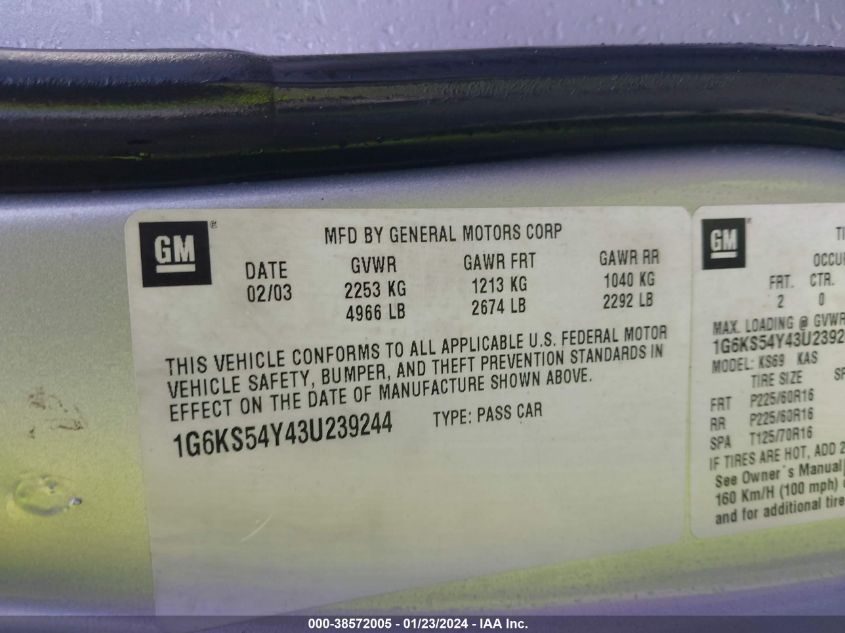 GM®
MFD BY GENERAL MOTORS CORP
DATE GVWR GAWR FRT GAWR RR
02/03 2253 KG 1213 KG 1040 KG
4966 LB 2674 LB 2292 LB
THIS VEHICLE CONFORMS TO ALL APPLICABLE U.S. FEDERAL MOTOR
VEHICLE SAFETY, BUMPER, AND THEFT PREVENTION STANDARDS IN
EFFECT ON THE DATE OF MANUFACTURE SHOWN ABOVE.
1G6KS54Y43U239244 TYPE: PASS CAR
GM®
FRT. CTR.
2 0
MAX. LOADING @ GVWR
MODEL: KS69 KAS
TIRE SIZE
FRT P225/60R16
RR P225/60R16
SPA T125/70R16
IF TIRES ARE HOT, ADD
See Owner's Manual
160 Km/H (100 mph)
and for additional tire
000-38572005 - 01/23/2024 - IAA Inc.